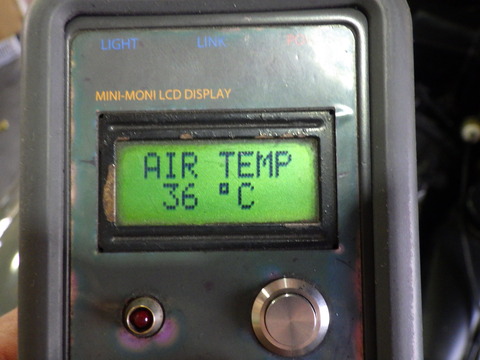 LIGHT LINK
MINI-MONI LCD DISPLAY
AIR TEMP
36 °C